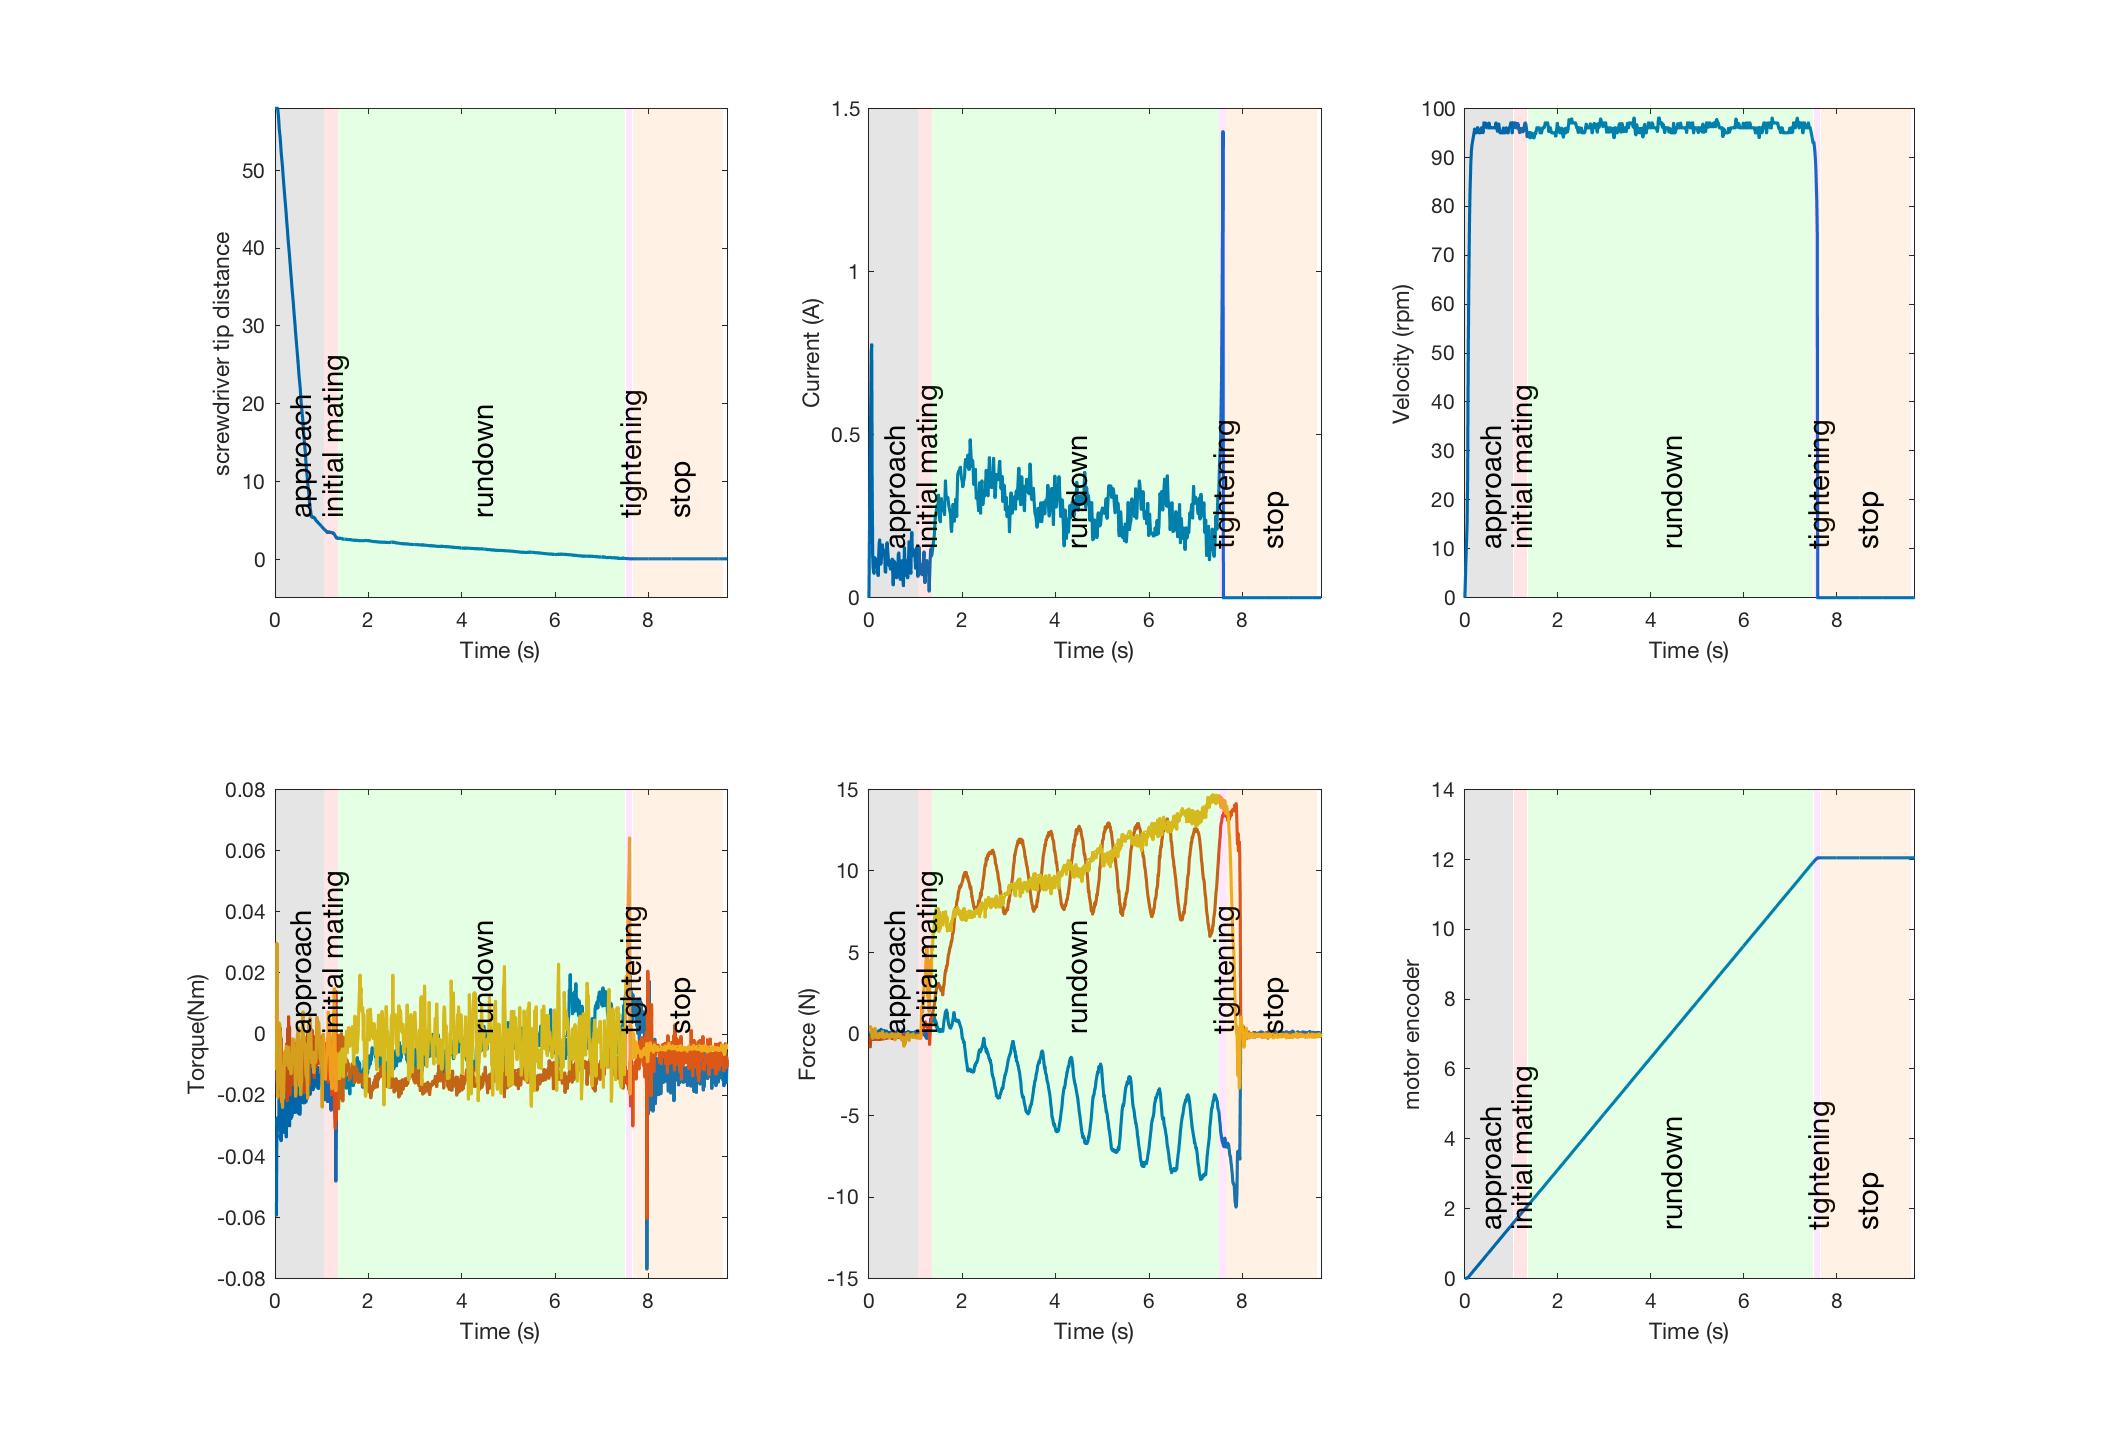 screwdriver tip distance
50
40
30
20
10
0
approach
initial mating
rundown
tightening
stop
0 2 4 6 8
Time (s)
Current (A)
1.5
1
0.5
0
approach
initial mating
rundown
tightening
stop
0 2 4 6 8
Time (s)
Velocity (rpm)
100
90
80
70
60
50
40
30
20
10
0
approach
initial mating
rundown
tightening
stop
0 2 4 6 8
Time (s)
Torque(Nm)
0.08
0.06
0.04
0.02
0
-0.02
-0.04
-0.06
-0.08
approach
initial mating
rundown
tightening
stop
0 2 4 6 8
Time (s)
Force (N)
15
10
5
0
-5
-10
-15
approach
initial mating
rundown
tightening
stop
0 2 4 6 8
Time (s)
motor encoder
14
12
10
8
6
4
2
0
approach
initial mating
rundown
tightening
stop
0 2 4 6 8
Time (s)